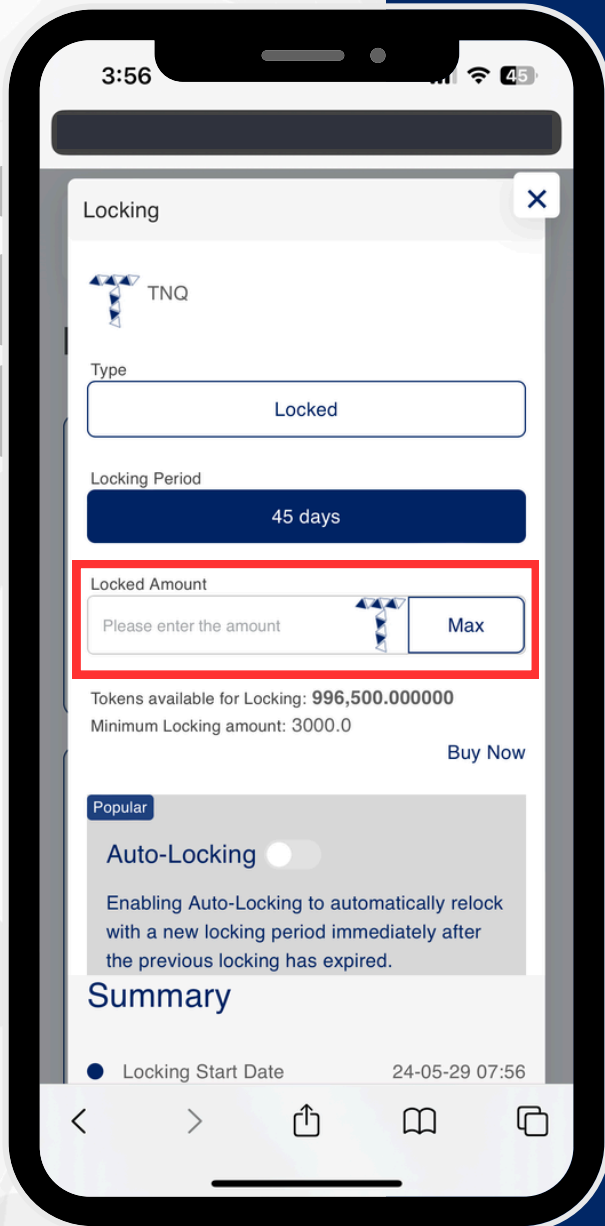 3:56
45
Locking
TNQ
Type
Locked
Locking Period
45 days
Locked Amount
Please enter the amount
Max
Tokens available for Locking: 996,500.000000
Minimum Locking amount: 3000.0
Buy Now
Popular
Auto-Locking
Enabling Auto-Locking to automatically relock
with a new locking period immediately after
the previous locking has expired.
Summary
Locking Start Date 24-05-29 07:56